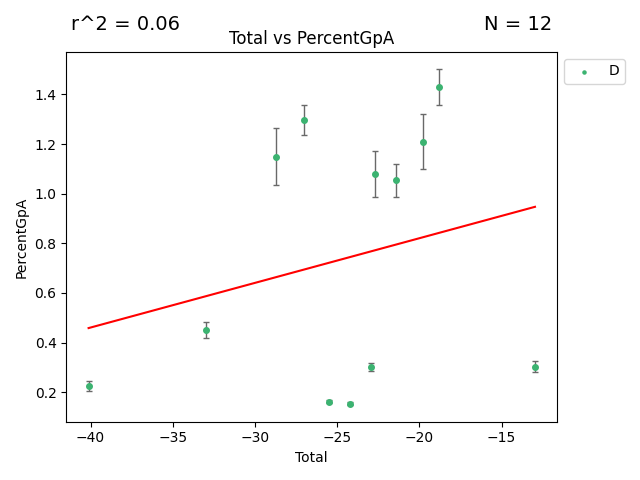 r^2 = 0.06
N = 12
Total vs PercentGpA
D
PercentGpA
1.4
1.2
1.0
0.8
0.6
0.4
0.2
−40
−35
−30
−25
−20
−15
Total